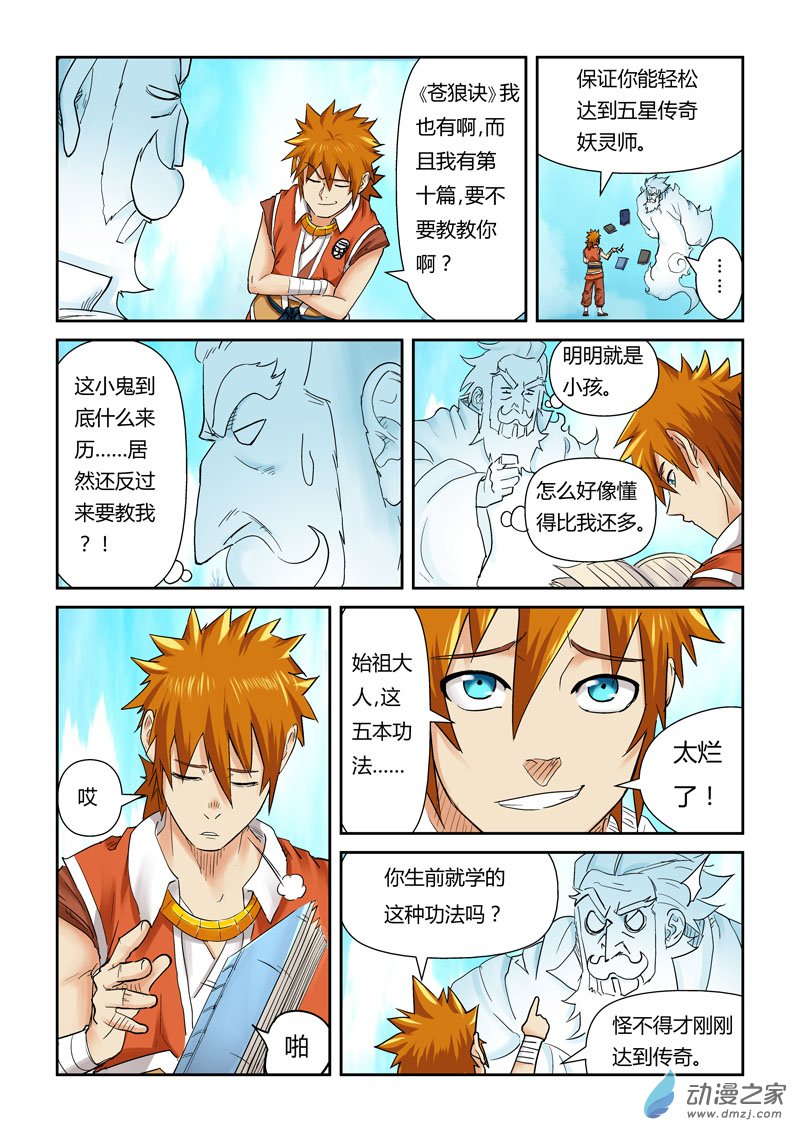 《苍狼诀》我
也有啊,而
且我有第
十篇,要不
要教教你
啊？
保证你能轻松
达到五星传奇
妖灵师。
……
这小鬼到
底什么来
历……居
然还反过
来要教我
？！
明明就是
小孩。
怎么好像懂
得比我还多。
哎
啪
始祖大
人,这
五本功
法……
太烂
了！
你生前就学的
这种功法吗？
怪不得才刚刚
达到传奇。
动漫之家
www.dmzj.com